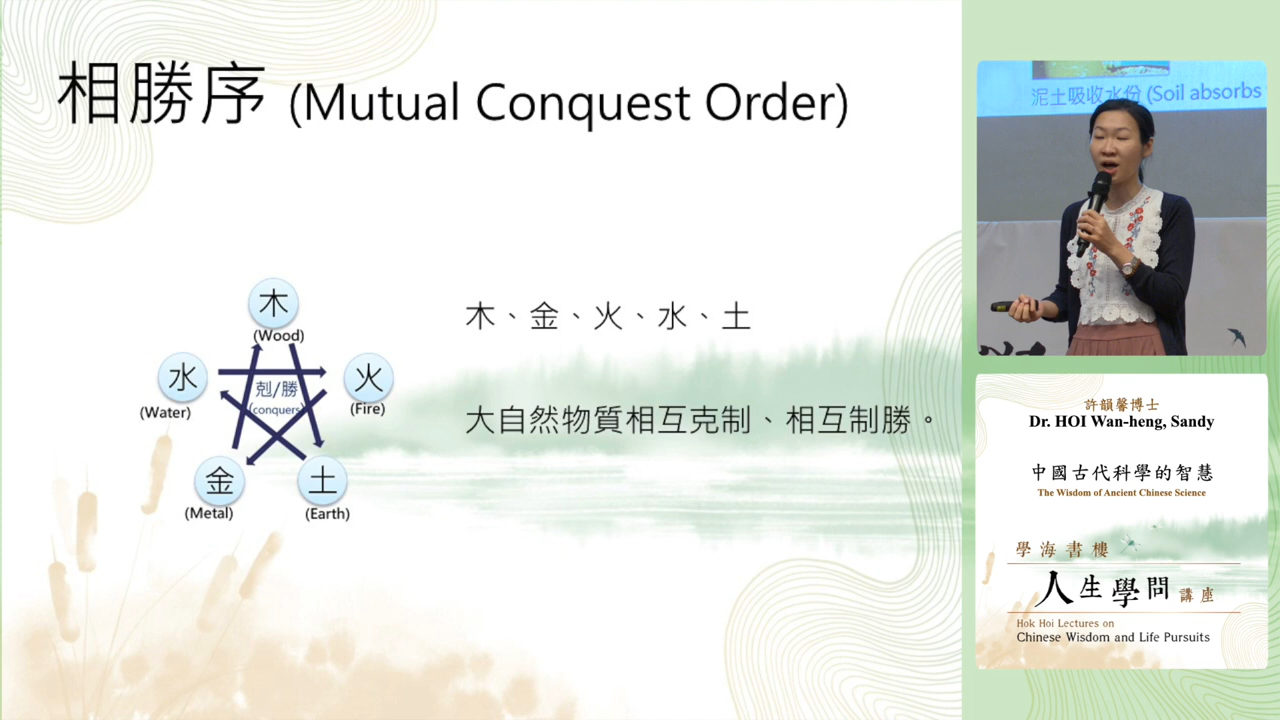 相勝序 (Mutual Conquest Order)
木
(Wood)
水
(Water)
火
(Fire)
剋/勝
(conquers)
金
(Metal)
土
(Earth)
木、金、火、水、土
大自然物質相互克制、相互制勝。
泥土吸收水份 (Soil absorbs
許韻馨博士
Dr. HOI Wan-heng, Sandy
中國古代科學的智慧
The Wisdom of Ancient Chinese Science
學海書樓
人生學問講座
Hok Hoi Lectures on
Chinese Wisdom and Life Pursuits